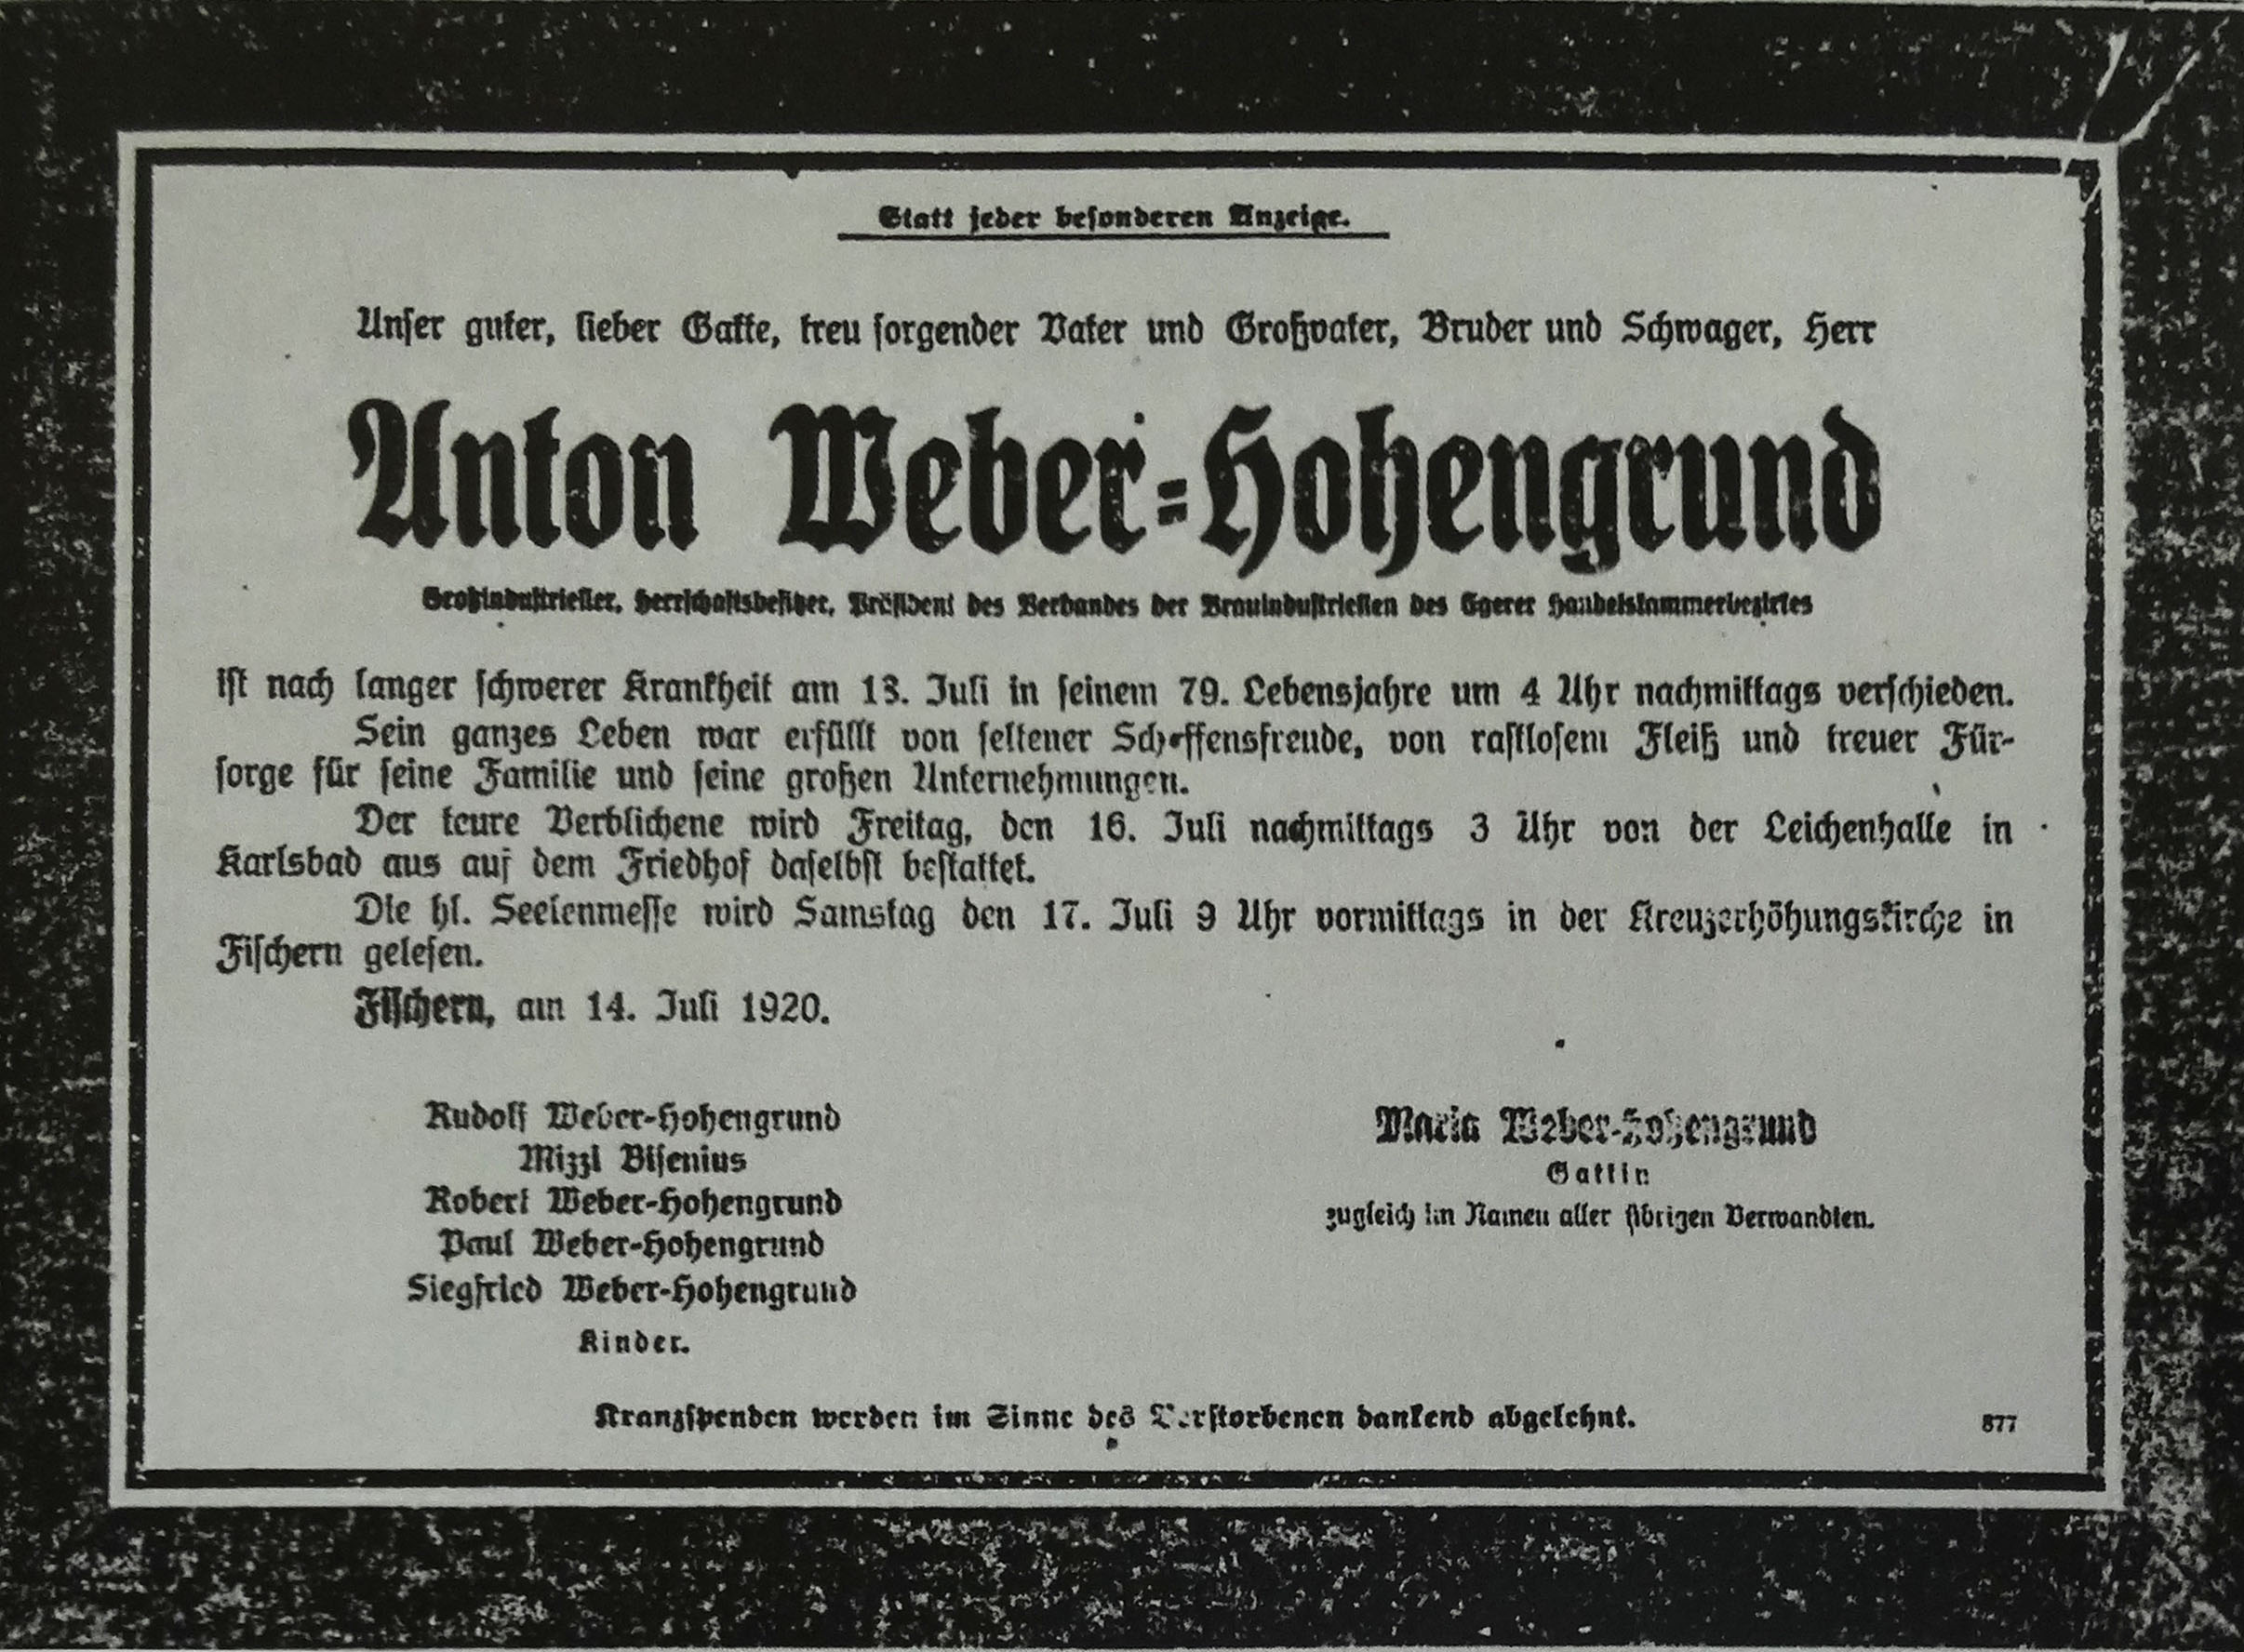 Statt jeder besonderen Anzeige.
Unser guter, lieber Gatte, treu sorgender Vater und Großvater, Bruder und Schwager, Herr
Anton Weber-Hohengrund
Großindustrieller, Herrschaftsbesitzer, Präsident des Verbandes der Brauindustriellen des Egerer Handelskammerbezirkes
ist nach langer schwerer Krankheit am 13. Juli in seinem 79. Lebensjahre um 4 Uhr nachmittags verschieden.
Sein ganzes Leben war erfüllt von seltener Schaffensfreude, von rastlosem Fleiß und treuer Für-
sorge für seine Familie und seine großen Unternehmungen.
Der teure Verblichene wird Freitag, den 16. Juli nachmittags 3 Uhr von der Leichenhalle in
Karlsbad aus auf dem Friedhof daselbst bestattet.
Die hl. Seelenmesse wird Samstag den 17. Juli 9 Uhr vormittags in der Kreuzerhöhungskirche in
Fischern gelesen.
Fischern, am 14. Juli 1920.
Rudolf Weber-Hohengrund
Mizzi Bisenius
Robert Weber-Hohengrund
Paul Weber-Hohengrund
Siegfried Weber-Hohengrund
Kinder.
Maria Weber-Hohengrund
Gattin
zugleich im Namen aller übrigen Verwandten.
Kranzspenden werden im Sinne des Verstorbenen dankend abgelehnt.
877